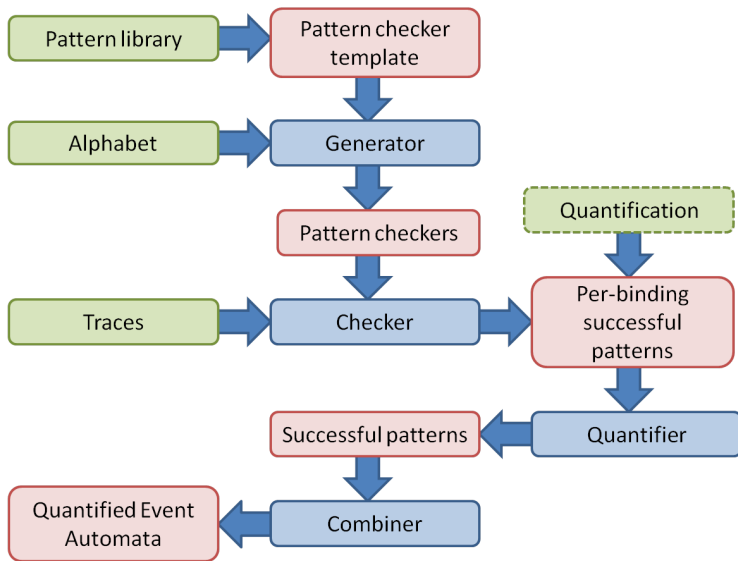 Pattern library
Pattern checker
template
Alphabet
Generator
Pattern checkers
Quantification
Traces
Checker
Per-binding
successful
patterns
Successful patterns
Quantifier
Quantified Event
Automata
Combiner